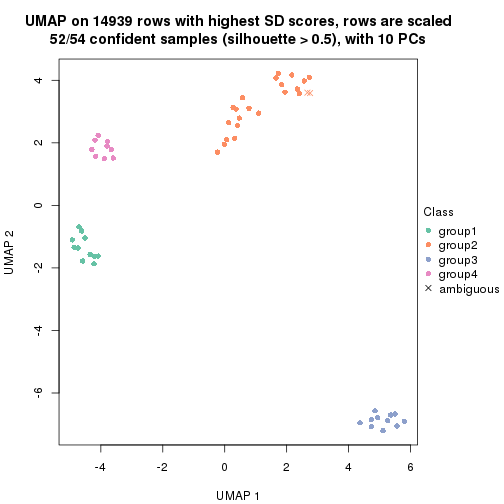 UMAP on 14939 rows with highest SD scores, rows are scaled
52/54 confident samples (silhouette > 0.5), with 10 PCs
4
2
0
-2
-4
-6
UMAP 2
-4
-2
0
2
4
6
UMAP 1
Class
group1
group2
group3
group4
ambiguous